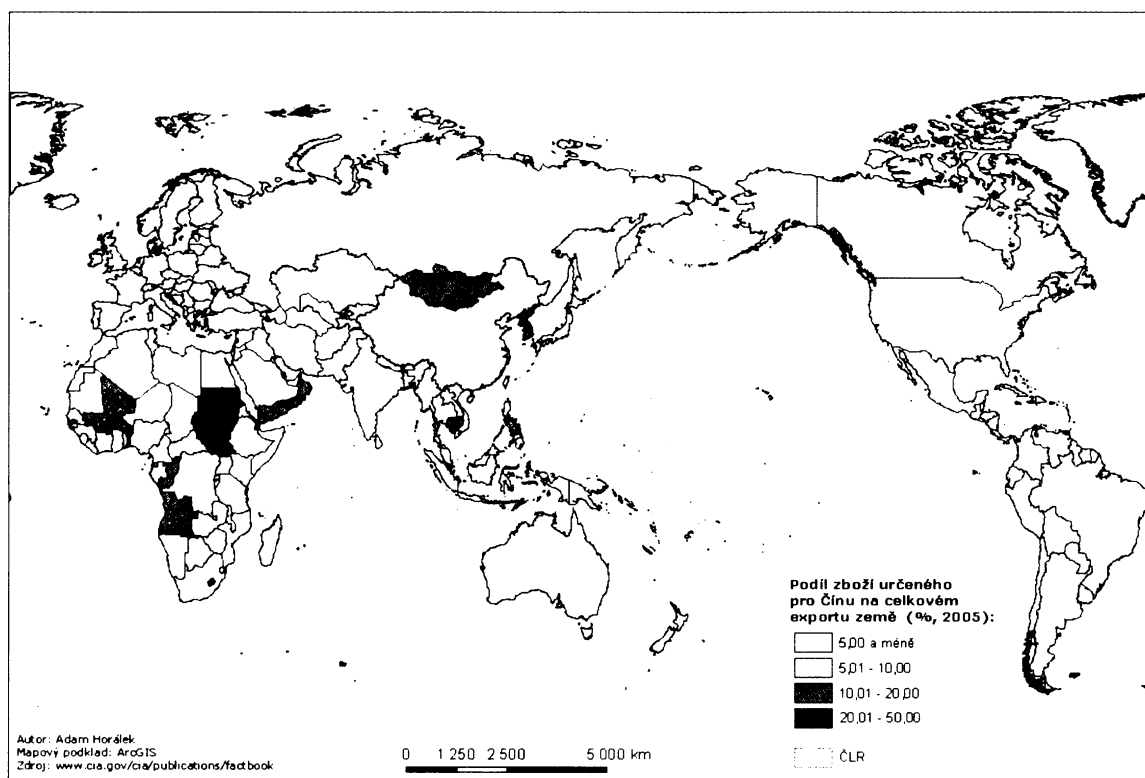 Podíl zboží určeného
pro Čínu na celkovém
exportu země (%, 2005):
5,00 a méně
5,01 - 10,00
10,01 - 20,00
20,01 - 50,00
ČLR
Autor: Adam Horálek
Mapový podklad: ArcGIS
Zdroj: www.cia.gov/cia/publications/factbook
0 1 250 2 500 5 000 km